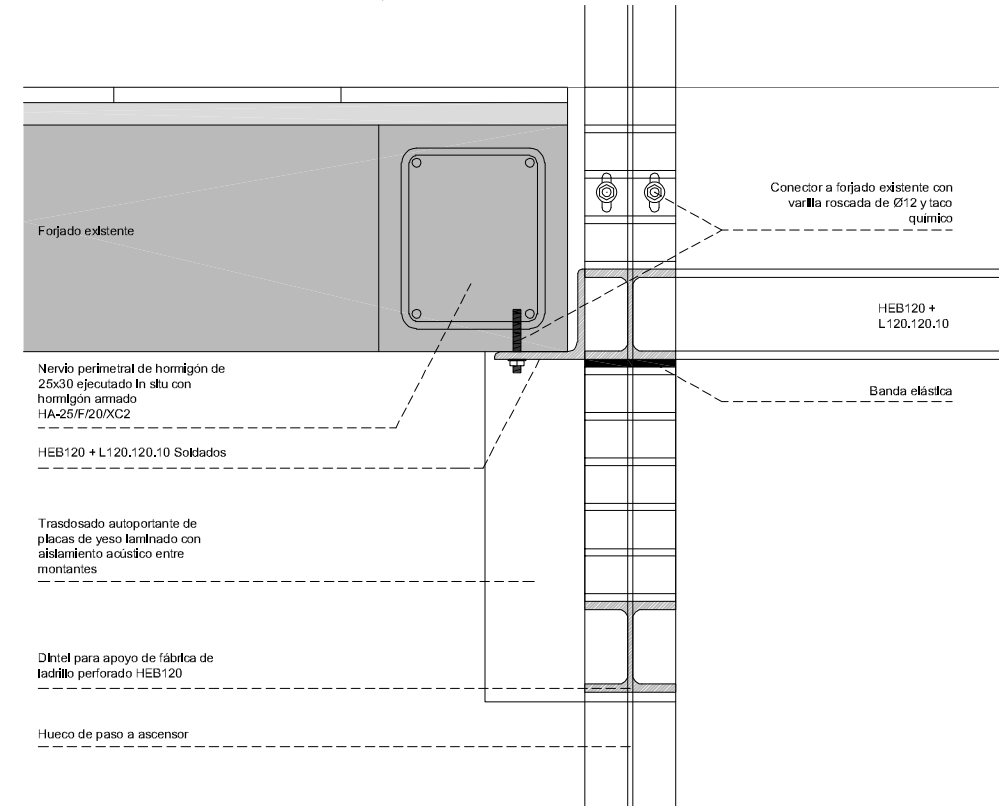 Forjado existente
Nervio perimetral de hormigón de
25x30 ejecutado in situ con
hormigón armado
HA-25/F/20/XC2
HEB120 + L120.120.10 Soldados
Trasdosado autoportante de
placas de yeso laminado con
aislamiento acústico entre
montantes
Dintel para apoyo de fábrica de
ladrillo perforado HEB120
Hueco de paso a ascensor
Conector a forjado existente con
varilla roscada de Ø12 y taco
químico
HEB120 +
L120.120.10
Banda elástica